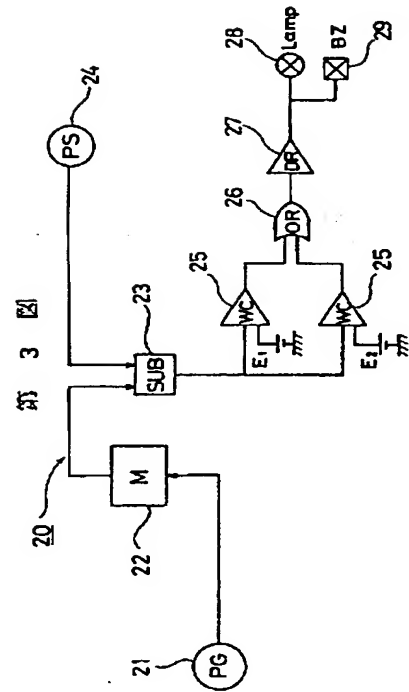 第 3 図
20
21
PG
22
M
23
SUB
24
PS
25
WC
E₁
25
WC
E₂
26
OR
27
DR
28
Lamp
BZ
29